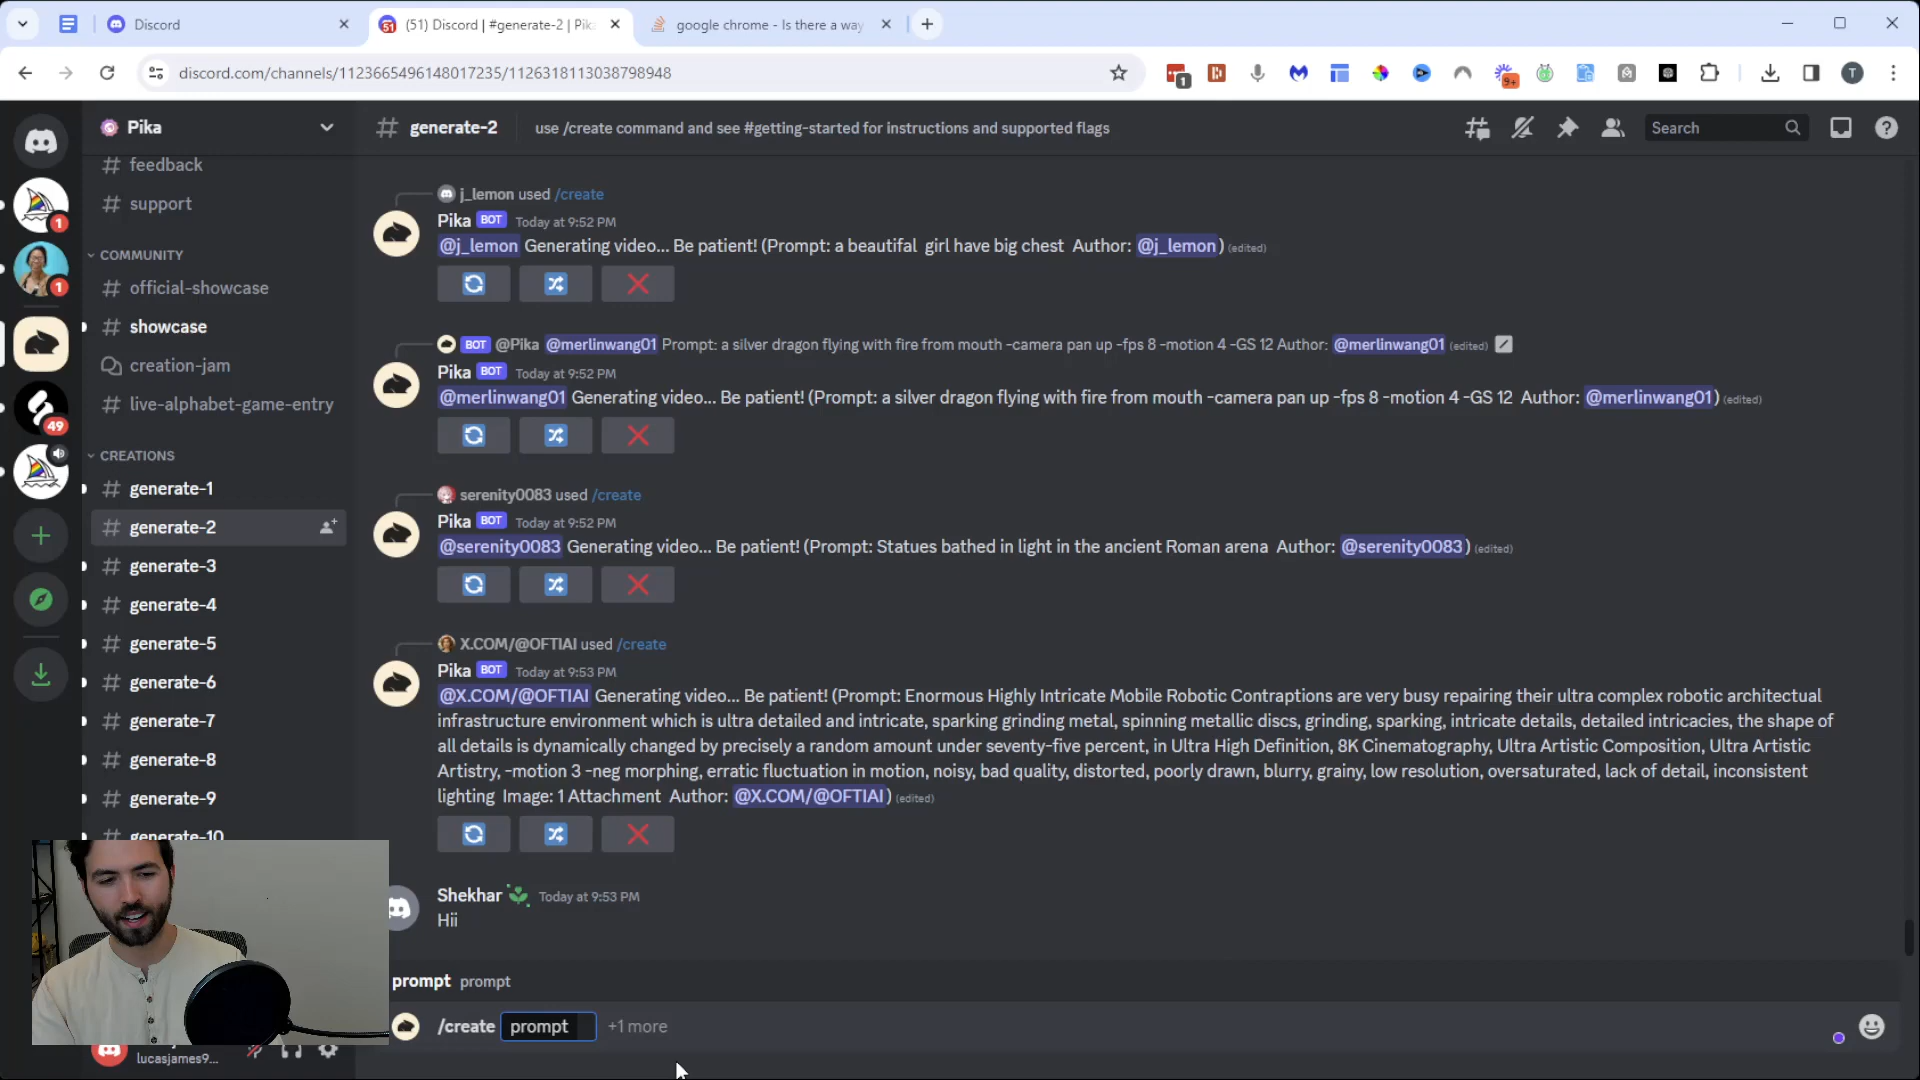 Discord
(51) Discord | #generate-2 | Pik
google chrome - Is there a way
discord.com/channels/1123665496148017235/1126318113038798948
1
9+
T
Pika
generate-2
use /create command and see #getting-started for instructions and supported flags
Search
feedback
support
COMMUNITY
official-showcase
showcase
creation-jam
live-alphabet-game-entry
CREATIONS
generate-1
generate-2
generate-3
generate-4
generate-5
generate-6
generate-7
generate-8
generate-9
generate-10
1
1
49
lucasjames9...
j_lemon used /create
Pika BOT Today at 9:52 PM
@j_lemon Generating video... Be patient! (Prompt: a beautiful girl have big chest Author: @j_lemon) (edited)
BOT @Pika @merlinwang01 Prompt: a silver dragon flying with fire from mouth -camera pan up -fps 8 -motion 4 -GS 12 Author: @merlinwang01 (edited)
Pika BOT Today at 9:52 PM
@merlinwang01 Generating video... Be patient! (Prompt: a silver dragon flying with fire from mouth -camera pan up -fps 8 -motion 4 -GS 12 Author: @merlinwang01) (edited)
serenity0083 used /create
Pika BOT Today at 9:52 PM
@serenity0083 Generating video... Be patient! (Prompt: Statues bathed in light in the ancient Roman arena Author: @serenity0083) (edited)
X.COM/@OFTIAI used /create
Pika BOT Today at 9:53 PM
@X.COM/@OFTIAI Generating video... Be patient! (Prompt: Enormous Highly Intricate Mobile Robotic Contraptions are very busy repairing their ultra complex robotic architectual
infrastructure environment which is ultra detailed and intricate, sparking grinding metal, spinning metallic discs, grinding, sparking, intricate details, detailed intricacies, the shape of
all details is dynamically changed by precisely a random amount under seventy-five percent, in Ultra High Definition, 8K Cinematography, Ultra Artistic Composition, Ultra Artistic
Artistry, -motion 3 -neg morphing, erratic fluctuation in motion, noisy, bad quality, distorted, poorly drawn, blurry, grainy, low resolution, oversaturated, lack of detail, inconsistent
lighting Image: 1 Attachment Author: @X.COM/@OFTIAI) (edited)
Shekhar Today at 9:53 PM
Hii
prompt prompt
/create prompt +1 more